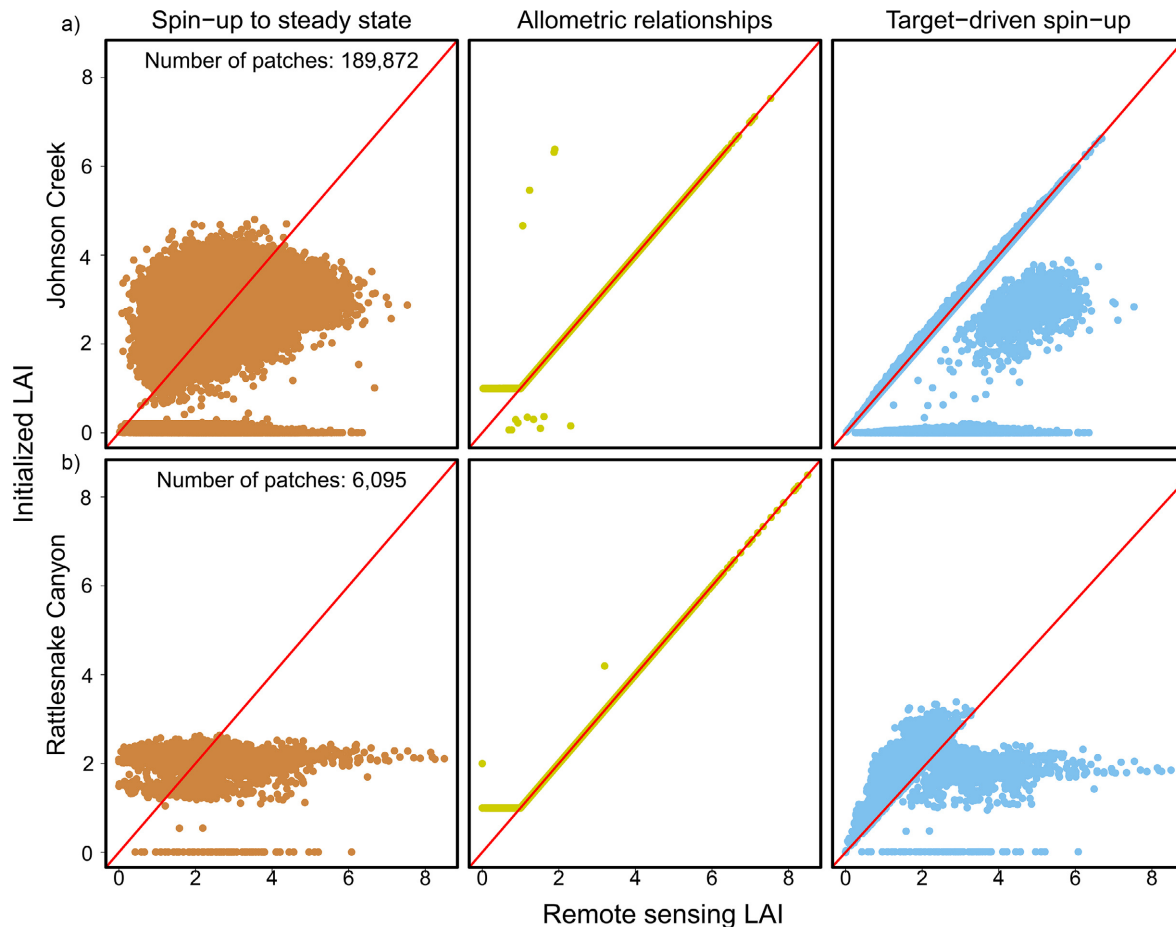 Spin−up to steady state
Allometric relationships
Target−driven spin−up
a)
Number of patches: 189,872
Johnson Creek
8
6
4
2
0
Initialized LAI
b)
Number of patches: 6,095
Rattlesnake Canyon
8
6
4
2
0
0 2 4 6 8
0 2 4 6 8
0 2 4 6 8
Remote sensing LAI